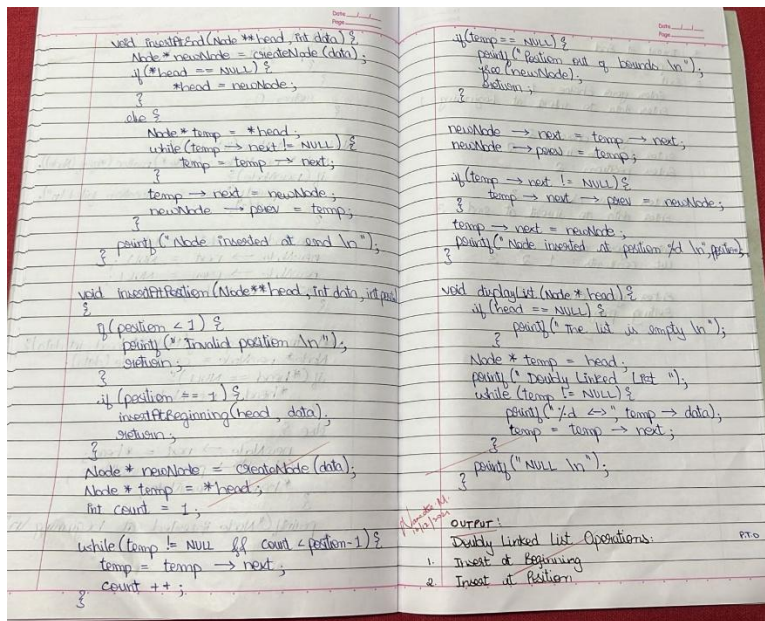 Date
Page
void insertAtEnd(Node **head, int data) {
Node* newNode = createNode(data);
if(*head == NULL) {
*head = newNode;
}
else {
Node* temp = *head;
while(temp → next != NULL) {
temp = temp → next;
}
temp → next = newNode;
newNode → prev = temp;
}
printf("Node inserted at end \n");
}
void insertAtPosition(Node** head, int data, int
{
if(position < 1) {
printf("Invalid position \n");
return;
}
if(position == 1) {
insertAtBeginning(head, data);
return;
}
Node* newNode = createNode(data);
Node* temp = *head;
int count = 1;
while(temp != NULL && count < position-1) {
temp = temp → next;
count ++;
}
Date
Page
if(temp == NULL) {
printf("Position out of bounds \n");
free(newNode);
return;
}
newNode → next = temp → next;
newNode → prev = temp;
if(temp → next != NULL) {
temp → next → prev = newNode;
}
temp → next = newNode;
printf("Node inserted at position %d \n", position);
}
void displayList(Node* head) {
if(head == NULL) {
printf("The list is empty \n");
}
Node * temp = head;
printf("Doubly Linked List ");
while(temp != NULL) {
printf("%d <->", temp → data);
temp = temp → next;
}
printf("NULL \n");
}
OUTPUT:
Doubly Linked List Operations:
P.T.O
1. Insert at Beginning
2. Insert at Position